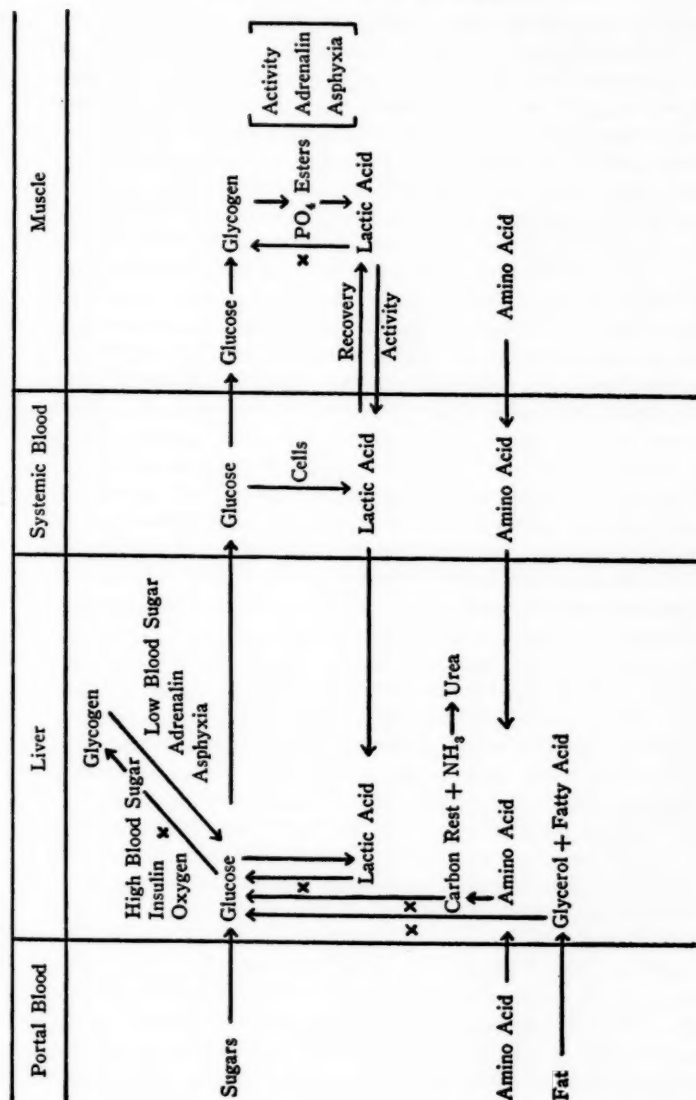 Portal Blood
Liver
Systemic Blood
Muscle
Glycogen
High Blood Sugar
Insulin x
Oxygen
Low Blood Sugar
Adrenalin
Asphyxia
Sugars
Glucose
Glucose
Glucose
Glycogen
Cells
x PO₄ Esters
Activity
Adrenalin
Asphyxia
x
Lactic Acid
Lactic Acid
Recovery
Activity
Lactic Acid
x
Carbon Rest + NH₃
Urea
x
Amino Acid
Amino Acid
Amino Acid
Amino Acid
Fat
Glycerol + Fatty Acid